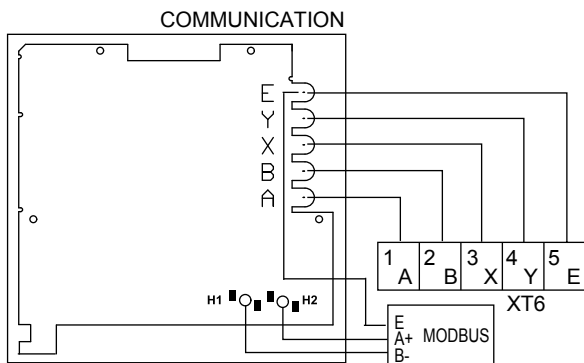 COMMUNICATION
E
Y
X
B
A
1 2 3 4 5
A B X Y E
XT6
H1 H2
E
A+ MODBUS
B-